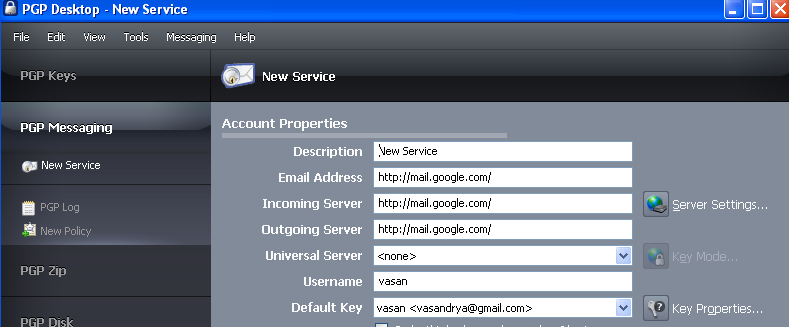 PGP Desktop - New Service
File Edit View Tools Messaging Help
PGP Keys
New Service
PGP Messaging
New Service
PGP Log
New Policy
PGP Zip
PGP Disk
Account Properties
Description New Service
Email Address http://mail.google.com/
Incoming Server http://mail.google.com/ Server Settings...
Outgoing Server http://mail.google.com/
Universal Server <none> Key Mode...
Username vasan
Default Key vasan <vasandrya@gmail.com> Key Properties...